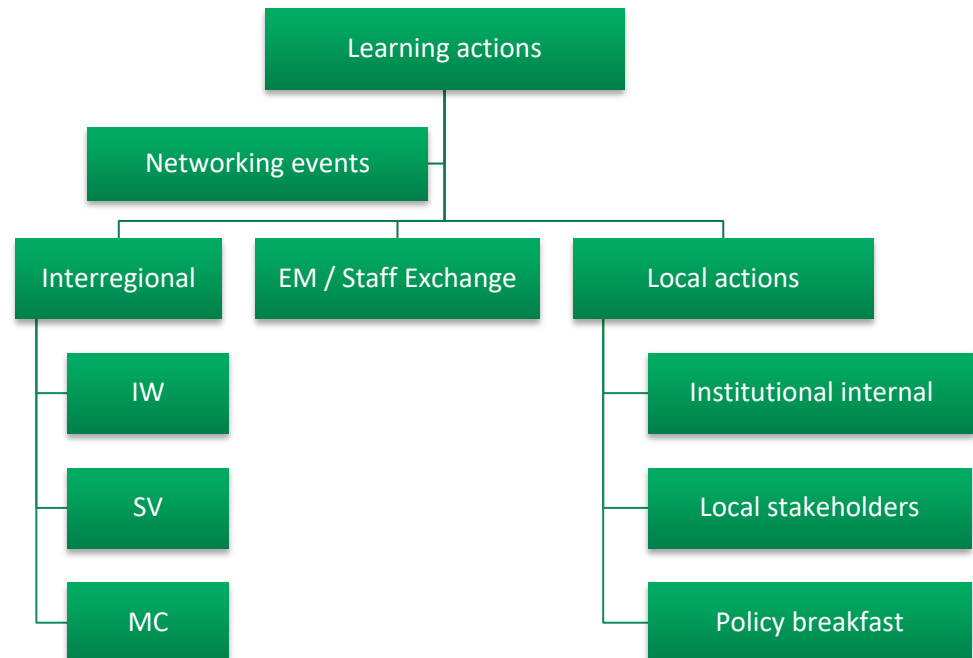 Learning actions
Networking events
Interregional
EM / Staff Exchange
Local actions
IW
Institutional internal
SV
Local stakeholders
MC
Policy breakfast